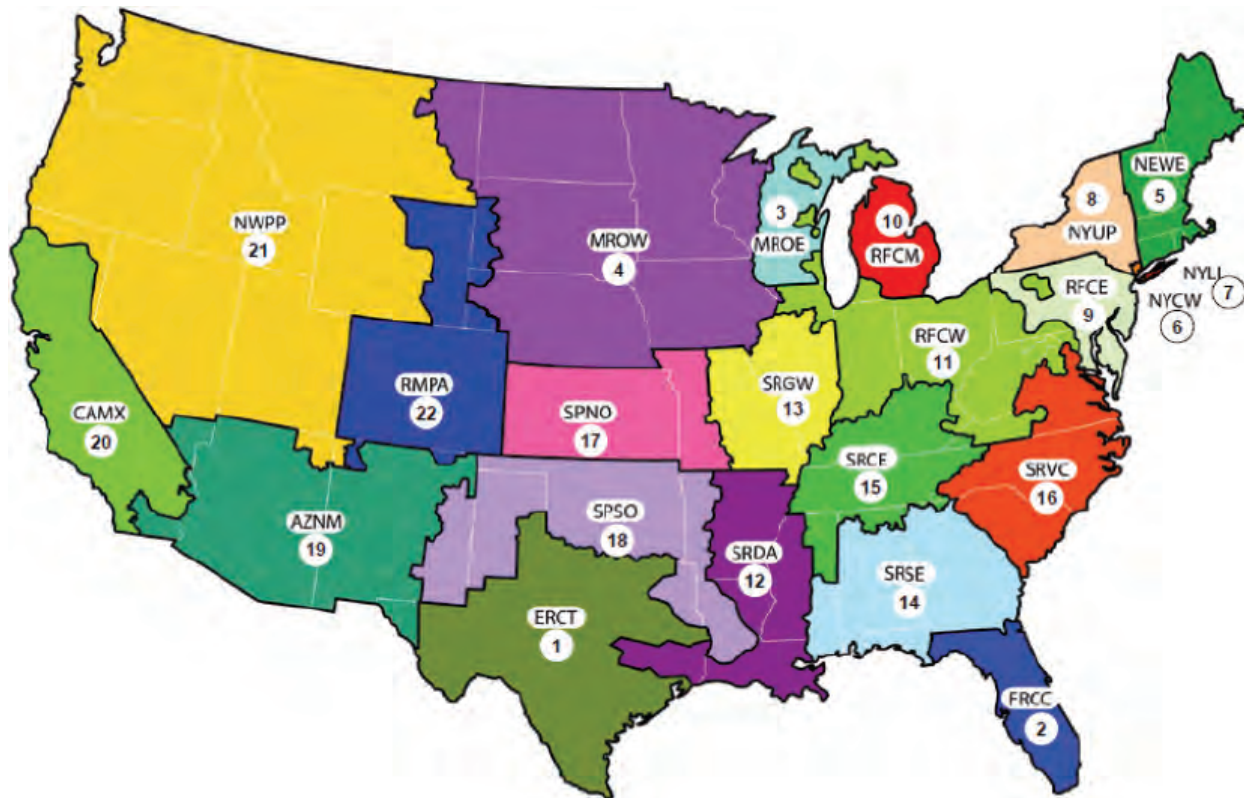 NEWE
5
8
NYUP
3
MROE
10
RFCM
NWPP
21
MROW
4
NYLI
7
NYCW
6
RFCE
9
RFCW
11
RMPA
22
SRGW
13
SPNO
17
CAMX
20
SRCE
15
SRVC
16
AZNM
19
SPSO
18
SRDA
12
SRSE
14
ERCT
1
FRCC
2